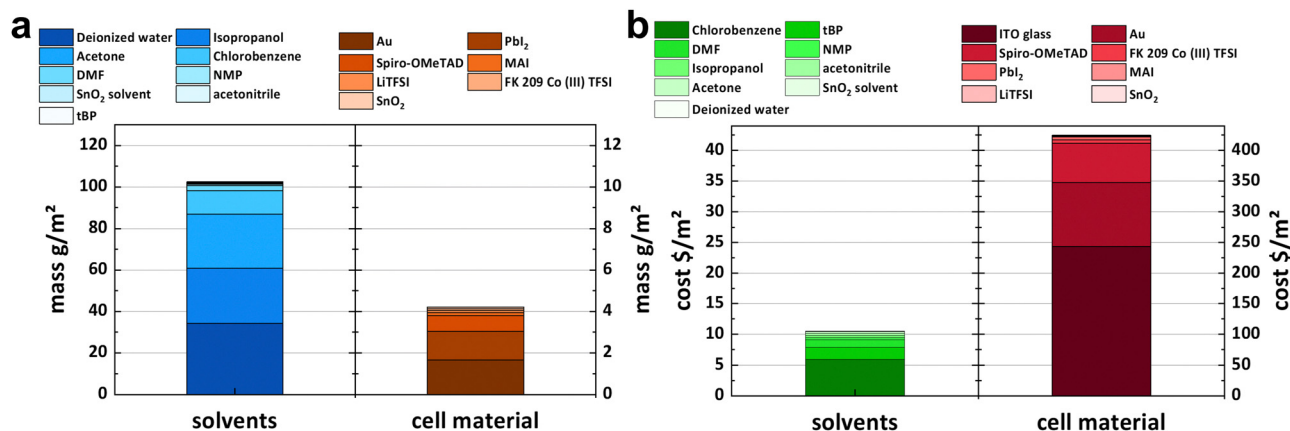 a
Deionized water
Isopropanol
Acetone
Chlorobenzene
DMF
NMP
SnO₂ solvent
acetonitrile
tBP
Au
PbI₂
Spiro-OMeTAD
MAI
LiTFSI
FK 209 Co (III) TFSI
SnO₂
mass g/m²
120
100
80
60
40
20
0
12
10
8
6
4
2
0
mass g/m²
solvents
cell material
b
Chlorobenzene
tBP
DMF
NMP
Isopropanol
acetonitrile
Acetone
SnO₂ solvent
Deionized water
ITO glass
Au
Spiro-OMeTAD
FK 209 Co (III) TFSI
PbI₂
MAI
LiTFSI
SnO₂
cost $/m²
40
35
30
25
20
15
10
5
0
400
350
300
250
200
150
100
50
0
cost $/m²
solvents
cell material